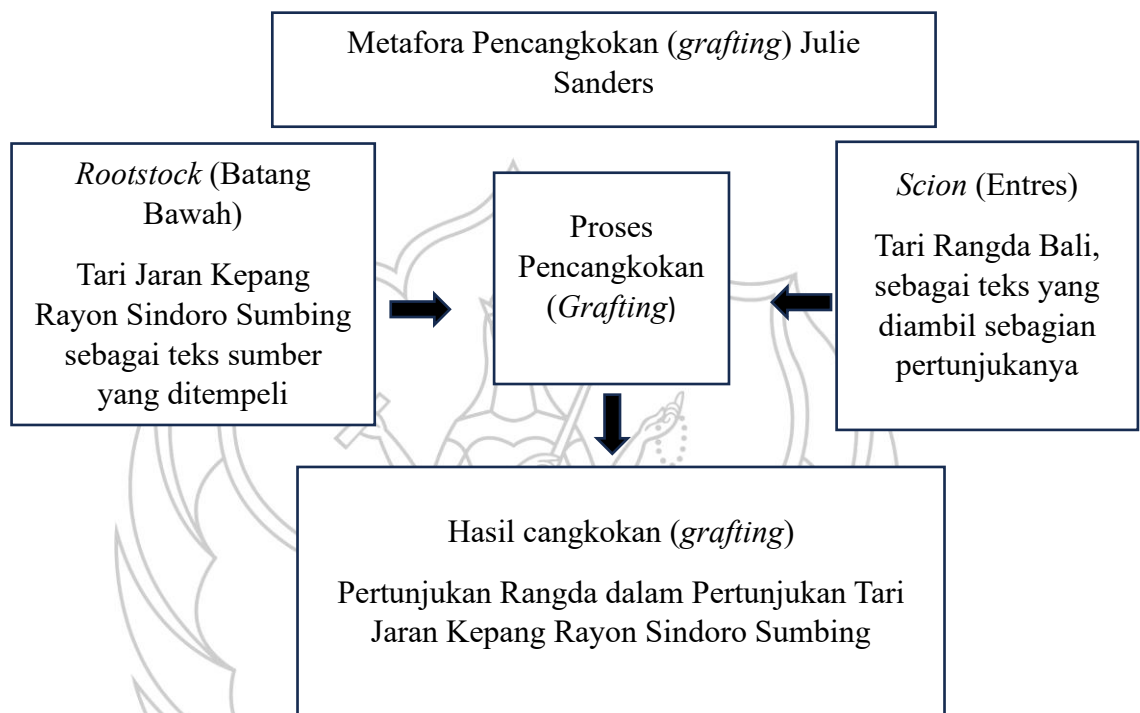 Metafora Pencangkokan (grafting) Julie
Sanders
Rootstock (Batang
Bawah)
Tari Jaran Kepang
Rayon Sindoro Sumbing
sebagai teks sumber
yang ditempeli
Proses
Pencangkokan
(Grafting)
Scion (Entres)
Tari Rangda Bali,
sebagai teks yang
diambil sebagian
pertunjukanya
Hasil cangkokan (grafting)
Pertunjukan Rangda dalam Pertunjukan Tari
Jaran Kepang Rayon Sindoro Sumbing